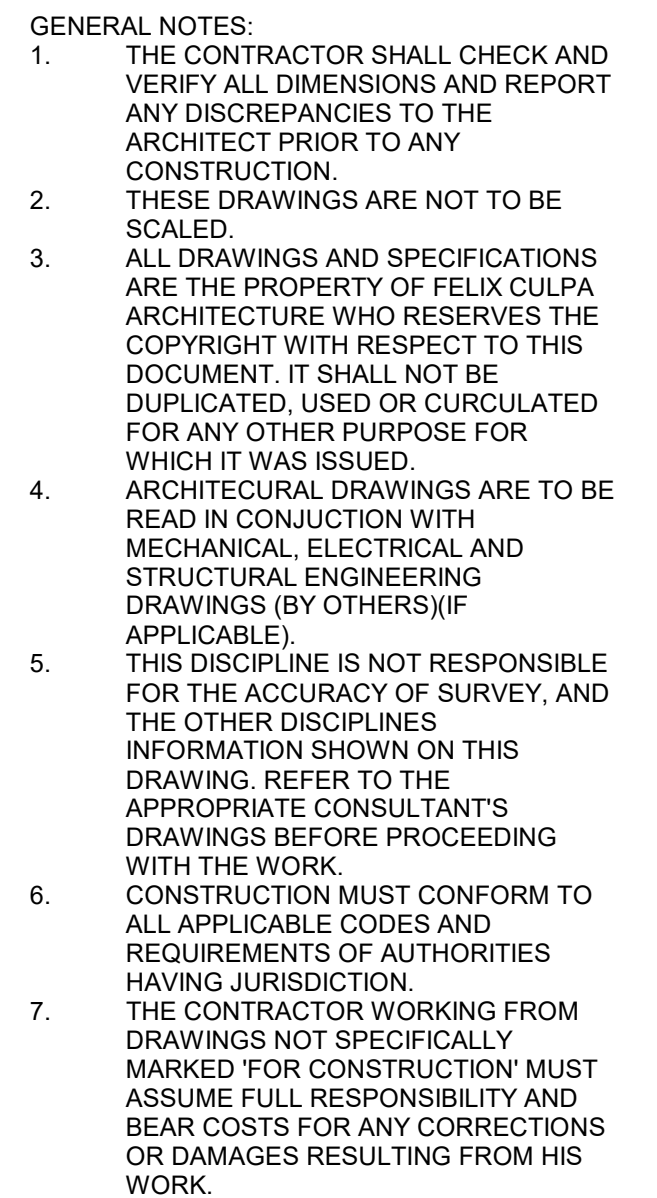 GENERAL NOTES:
1. THE CONTRACTOR SHALL CHECK AND
VERIFY ALL DIMENSIONS AND REPORT
ANY DISCREPANCIES TO THE
ARCHITECT PRIOR TO ANY
CONSTRUCTION.
2. THESE DRAWINGS ARE NOT TO BE
SCALED.
3. ALL DRAWINGS AND SPECIFICATIONS
ARE THE PROPERTY OF FELIX CULPA
ARCHITECTURE WHO RESERVES THE
COPYRIGHT WITH RESPECT TO THIS
DOCUMENT. IT SHALL NOT BE
DUPLICATED, USED OR CURCULATED
FOR ANY OTHER PURPOSE FOR
WHICH IT WAS ISSUED.
4. ARCHITECURAL DRAWINGS ARE TO BE
READ IN CONJUCTION WITH
MECHANICAL, ELECTRICAL AND
STRUCTURAL ENGINEERING
DRAWINGS (BY OTHERS)(IF
APPLICABLE).
5. THIS DISCIPLINE IS NOT RESPONSIBLE
FOR THE ACCURACY OF SURVEY, AND
THE OTHER DISCIPLINES
INFORMATION SHOWN ON THIS
DRAWING. REFER TO THE
APPROPRIATE CONSULTANT'S
DRAWINGS BEFORE PROCEEDING
WITH THE WORK.
6. CONSTRUCTION MUST CONFORM TO
ALL APPLICABLE CODES AND
REQUIREMENTS OF AUTHORITIES
HAVING JURISDICTION.
7. THE CONTRACTOR WORKING FROM
DRAWINGS NOT SPECIFICALLY
MARKED 'FOR CONSTRUCTION' MUST
ASSUME FULL RESPONSIBILITY AND
BEAR COSTS FOR ANY CORRECTIONS
OR DAMAGES RESULTING FROM HIS
WORK.